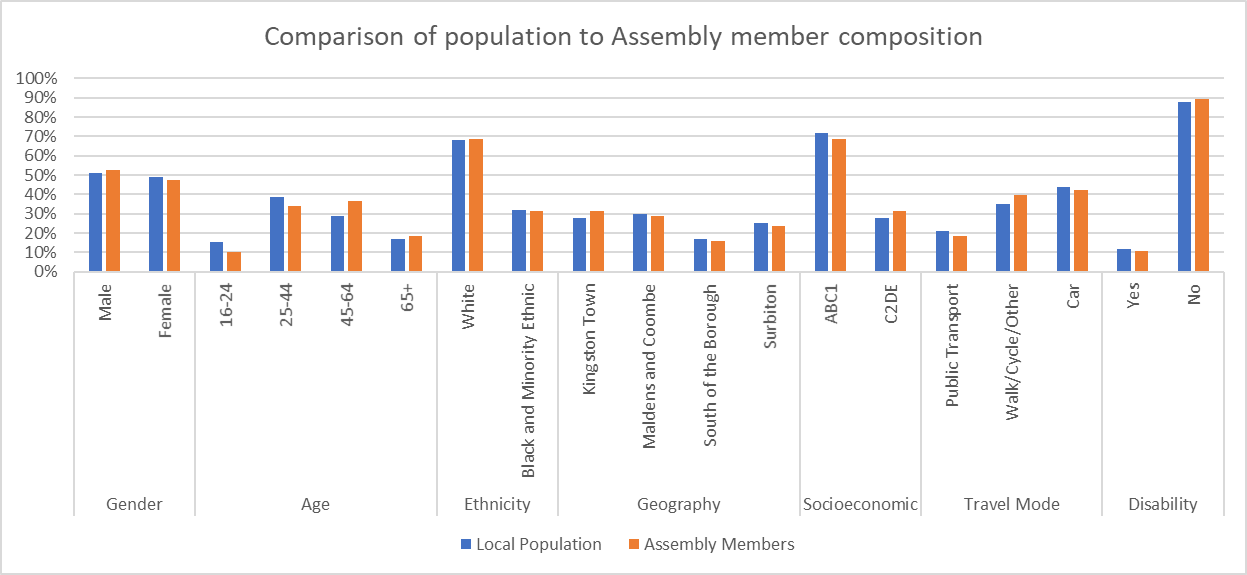 Comparison of population to Assembly member composition
100%
90%
80%
70%
60%
50%
40%
30%
20%
10%
0%
Male
Female
16-24
25-44
45-64
65+
White
Black and Minority Ethnic
Kingston Town
Maldens and Coombe
South of the Borough
Surbiton
ABC1
C2DE
Public Transport
Walk/Cycle/Other
Car
Yes
No
Gender
Age
Ethnicity
Geography
Socioeconomic
Travel Mode
Disability
Local Population
Assembly Members